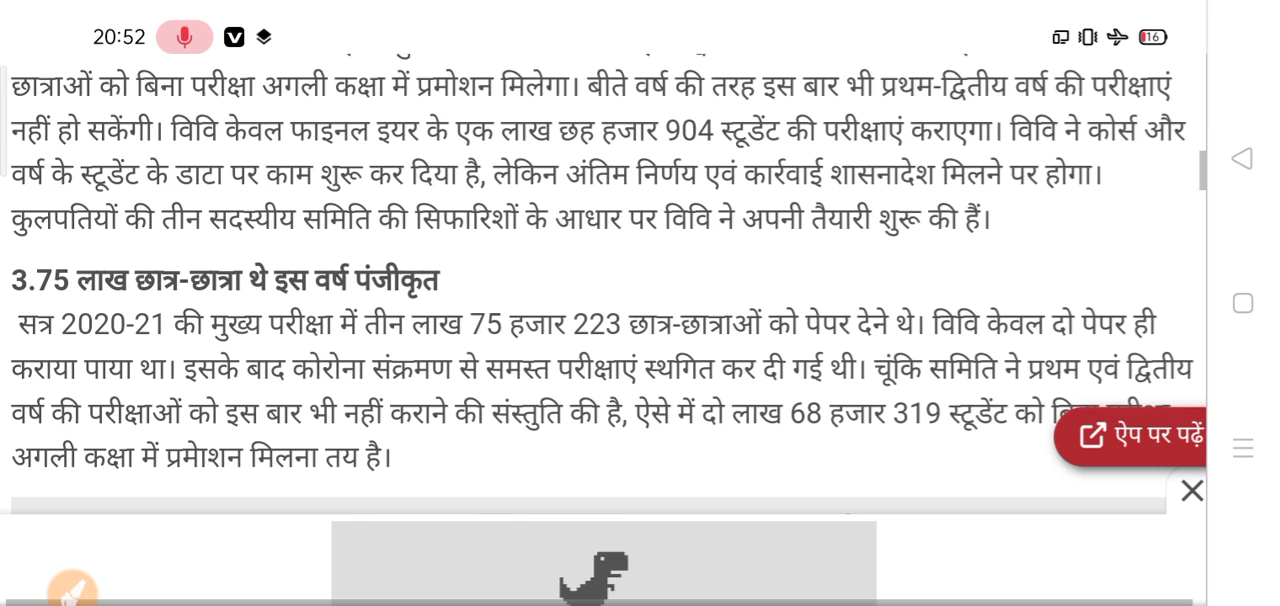 20:52
16
छात्राओं को बिना परीक्षा अगली कक्षा में प्रमोशन मिलेगा। बीते वर्ष की तरह इस बार भी प्रथम-द्वितीय वर्ष की परीक्षाएं
नहीं हो सकेंगी। विवि केवल फाइनल इयर के एक लाख छह हजार 904 स्टूडेंट की परीक्षाएं कराएगा। विवि ने कोर्स और
वर्ष के स्टूडेंट के डाटा पर काम शुरू कर दिया है, लेकिन अंतिम निर्णय एवं कार्रवाई शासनादेश मिलने पर होगा।
कुलपतियों की तीन सदस्यीय समिति की सिफारिशों के आधार पर विवि ने अपनी तैयारी शुरू की हैं।
3.75 लाख छात्र-छात्रा थे इस वर्ष पंजीकृत
सत्र 2020-21 की मुख्य परीक्षा में तीन लाख 75 हजार 223 छात्र-छात्राओं को पेपर देने थे। विवि केवल दो पेपर ही
कराया पाया था। इसके बाद कोरोना संक्रमण से समस्त परीक्षाएं स्थगित कर दी गई थी। चूंकि समिति ने प्रथम एवं द्वितीय
वर्ष की परीक्षाओं को इस बार भी नहीं कराने की संस्तुति की है, ऐसे में दो लाख 68 हजार 319 स्टूडेंट को
ऐप पर पढ़ें
अगली कक्षा में प्रमोशन मिलना तय है।